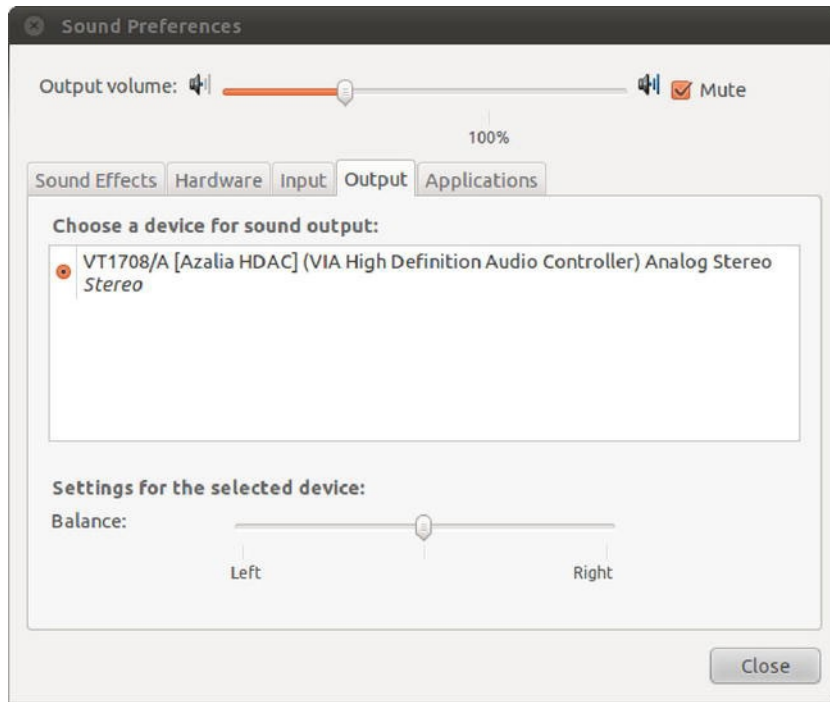 Sound Preferences
Output volume:
Mute
100%
Sound Effects Hardware Input Output Applications
Choose a device for sound output:
VT1708/A [Azalia HDAC] (VIA High Definition Audio Controller) Analog Stereo
Stereo
Settings for the selected device:
Balance:
Left Right
Close